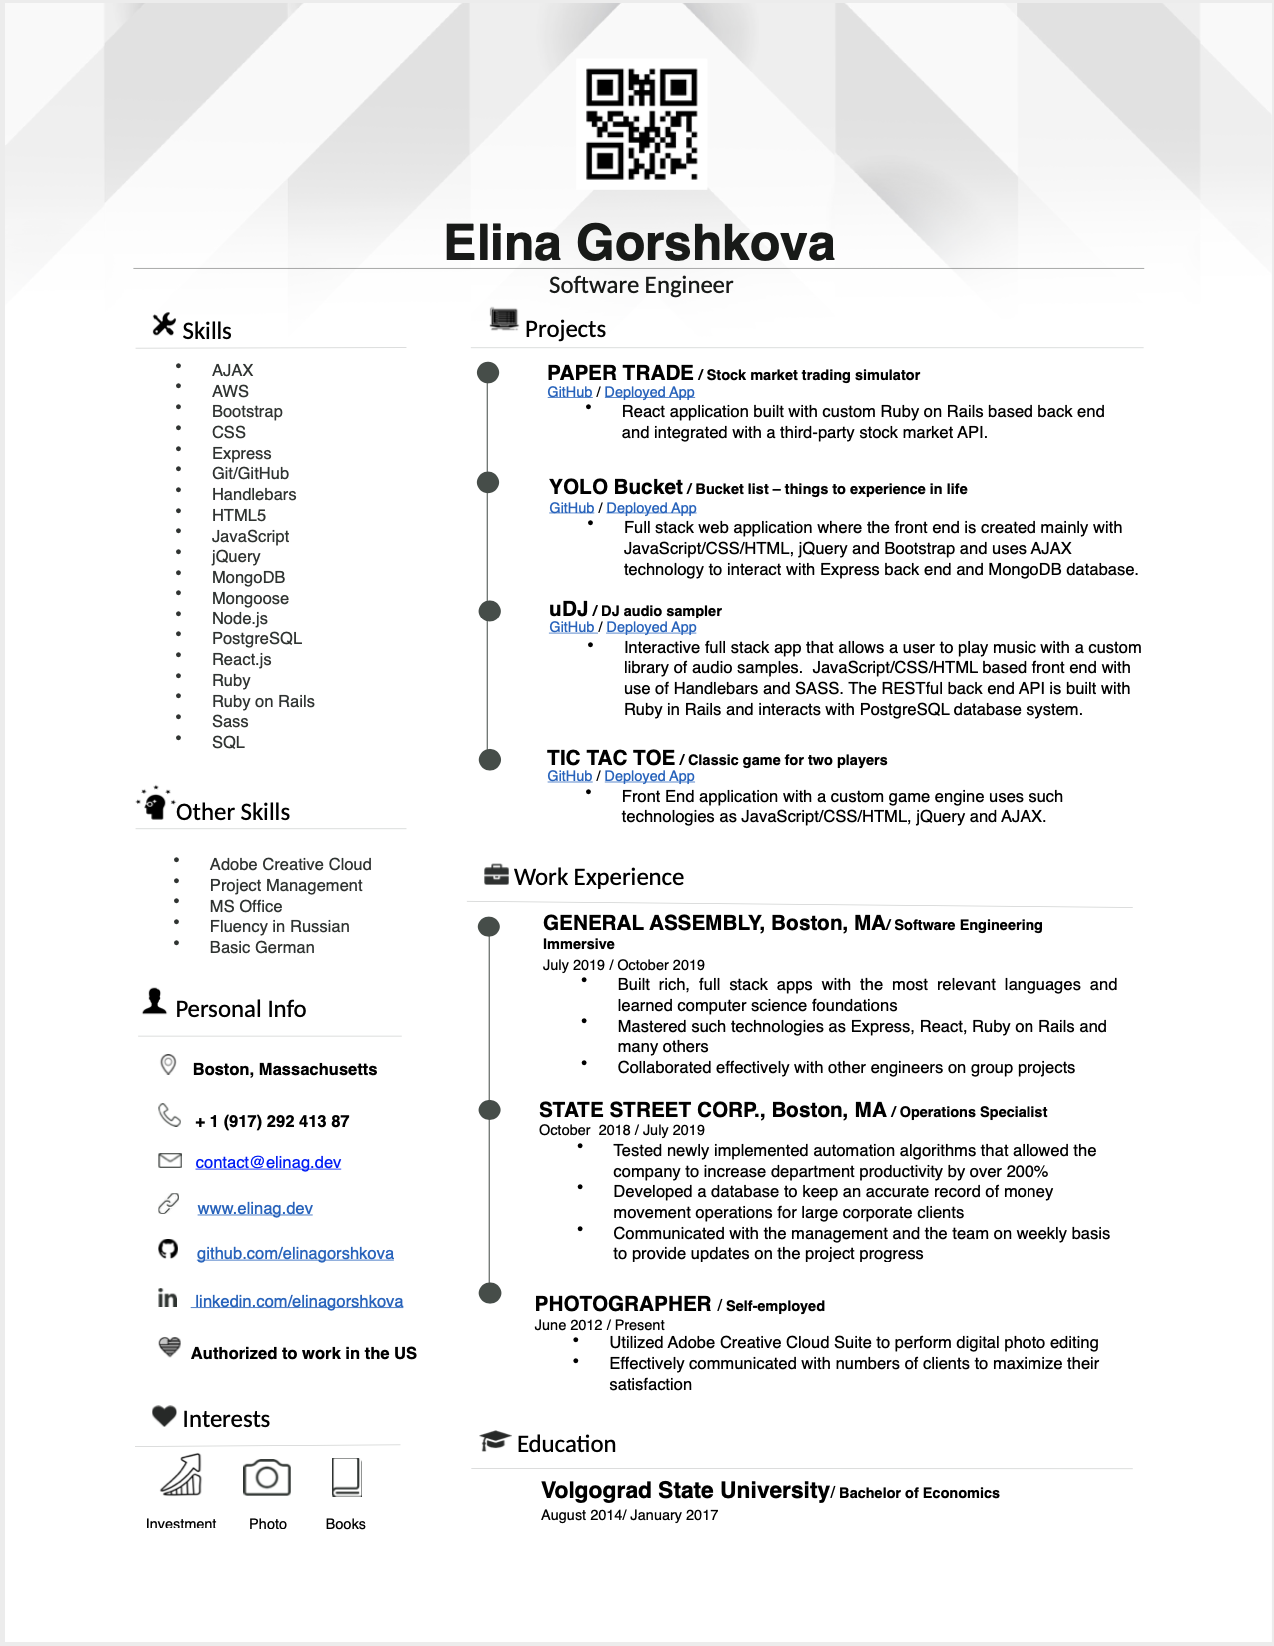 Elina Gorshkova
Software Engineer
Skills
AJAX
AWS
Bootstrap
CSS
Express
Git/GitHub
Handlebars
HTML5
JavaScript
jQuery
MongoDB
Mongoose
Node.js
PostgreSQL
React.js
Ruby
Ruby on Rails
Sass
SQL
Other Skills
Adobe Creative Cloud
Project Management
MS Office
Fluency in Russian
Basic German
Personal Info
Boston, Massachusetts
+ 1 (917) 292 413 87
contact@elinag.dev
www.elinag.dev
github.com/elinagorshkova
linkedin.com/elinagorshkova
Authorized to work in the US
Interests
Investment Photo Books
Projects
PAPER TRADE / Stock market trading simulator
GitHub / Deployed App
• React application built with custom Ruby on Rails based back end
and integrated with a third-party stock market API.
YOLO Bucket / Bucket list – things to experience in life
GitHub / Deployed App
• Full stack web application where the front end is created mainly with
JavaScript/CSS/HTML, jQuery and Bootstrap and uses AJAX
technology to interact with Express back end and MongoDB database.
uDJ / DJ audio sampler
GitHub / Deployed App
• Interactive full stack app that allows a user to play music with a custom
library of audio samples.  JavaScript/CSS/HTML based front end with
use of Handlebars and SASS. The RESTful back end API is built with
Ruby in Rails and interacts with PostgreSQL database system.
TIC TAC TOE / Classic game for two players
GitHub / Deployed App
• Front End application with a custom game engine uses such
technologies as JavaScript/CSS/HTML, jQuery and AJAX.
Work Experience
GENERAL ASSEMBLY, Boston, MA/ Software Engineering
Immersive
July 2019 / October 2019
• Built rich, full stack apps with the most relevant languages and
learned computer science foundations
• Mastered such technologies as Express, React, Ruby on Rails and
many others
• Collaborated effectively with other engineers on group projects
STATE STREET CORP., Boston, MA / Operations Specialist
October  2018 / July 2019
• Tested newly implemented automation algorithms that allowed the
company to increase department productivity by over 200%
• Developed a database to keep an accurate record of money
movement operations for large corporate clients
• Communicated with the management and the team on weekly basis
to provide updates on the project progress
PHOTOGRAPHER / Self-employed
June 2012 / Present
• Utilized Adobe Creative Cloud Suite to perform digital photo editing
• Effectively communicated with numbers of clients to maximize their
satisfaction
Education
Volgograd State University/ Bachelor of Economics
August 2014/ January 2017